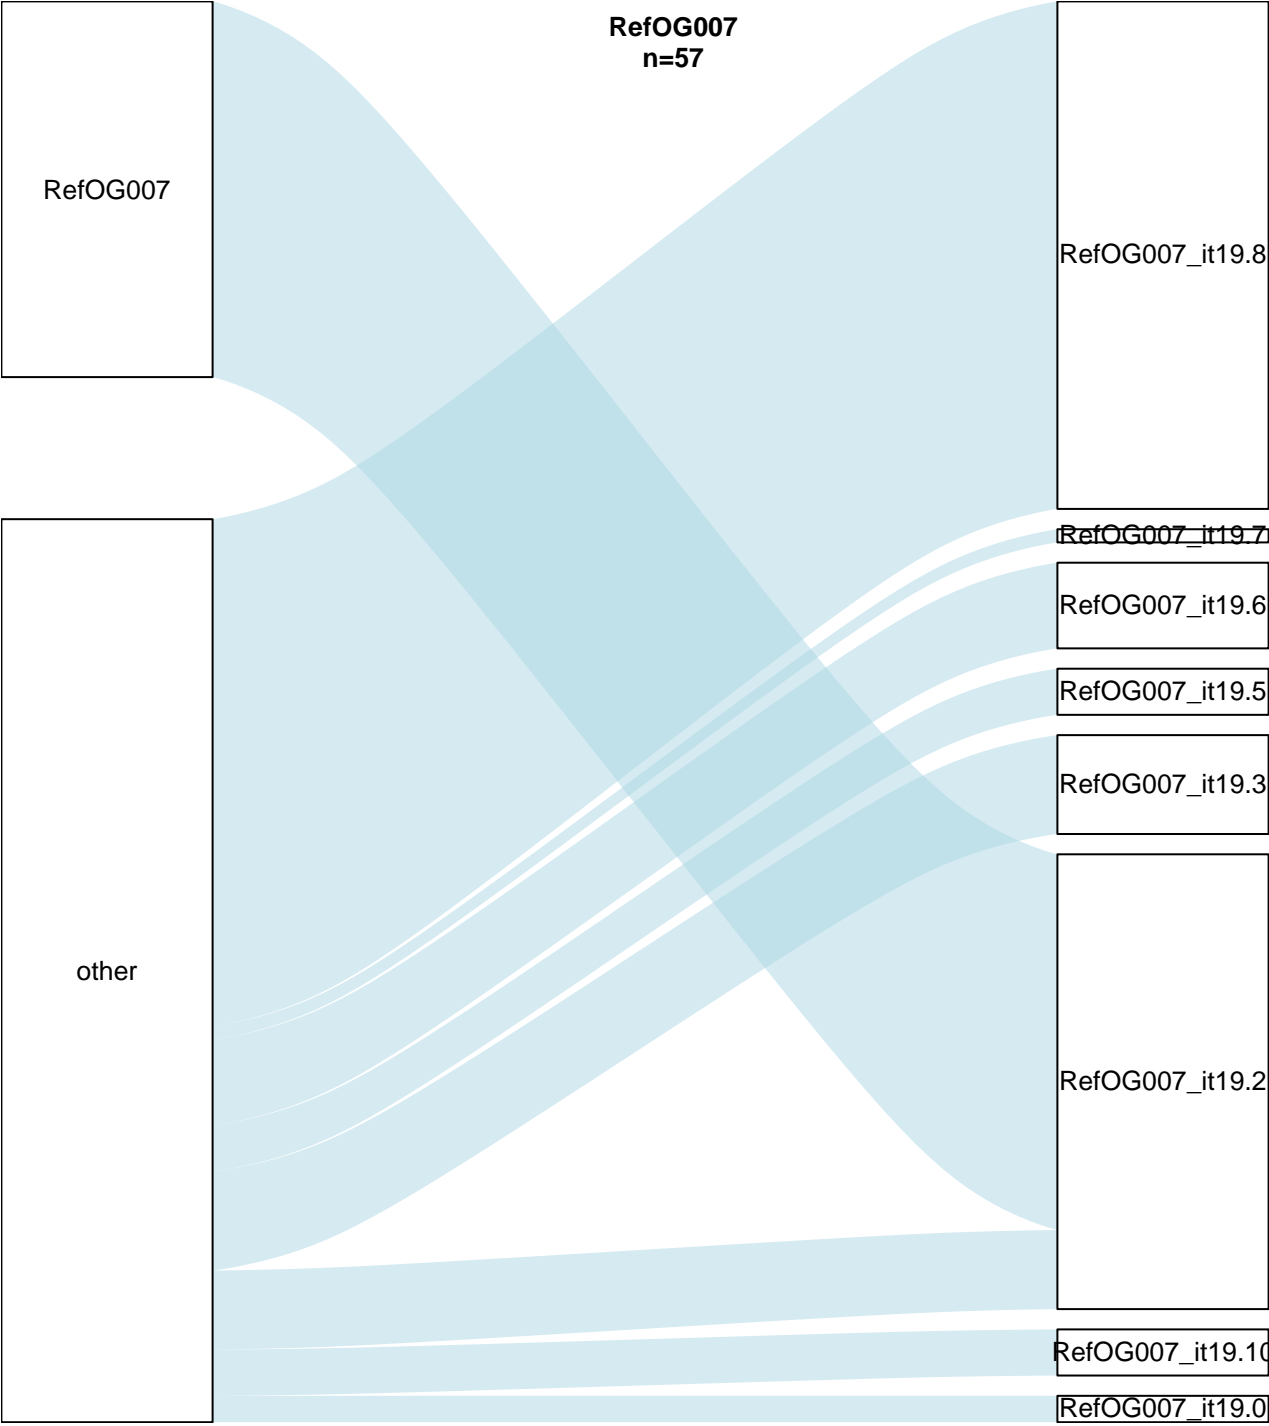 RefOG007
n=57
RefOG007
other
RefOG007_it19.8
RefOG007_it19.7
RefOG007_it19.6
RefOG007_it19.5
RefOG007_it19.3
RefOG007_it19.2
RefOG007_it19.10
RefOG007_it19.0